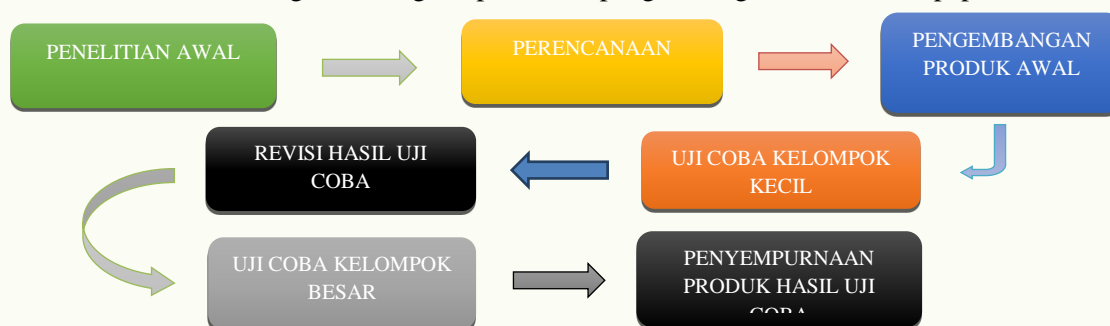 PENELITIAN AWAL
PERENCANAAN
PENGEMBANGAN
PRODUK AWAL
UJI COBA KELOMPOK
KECIL
REVISI HASIL UJI
COBA
UJI COBA KELOMPOK
BESAR
PENYEMPURNAAN
PRODUK HASIL UJI
COBA